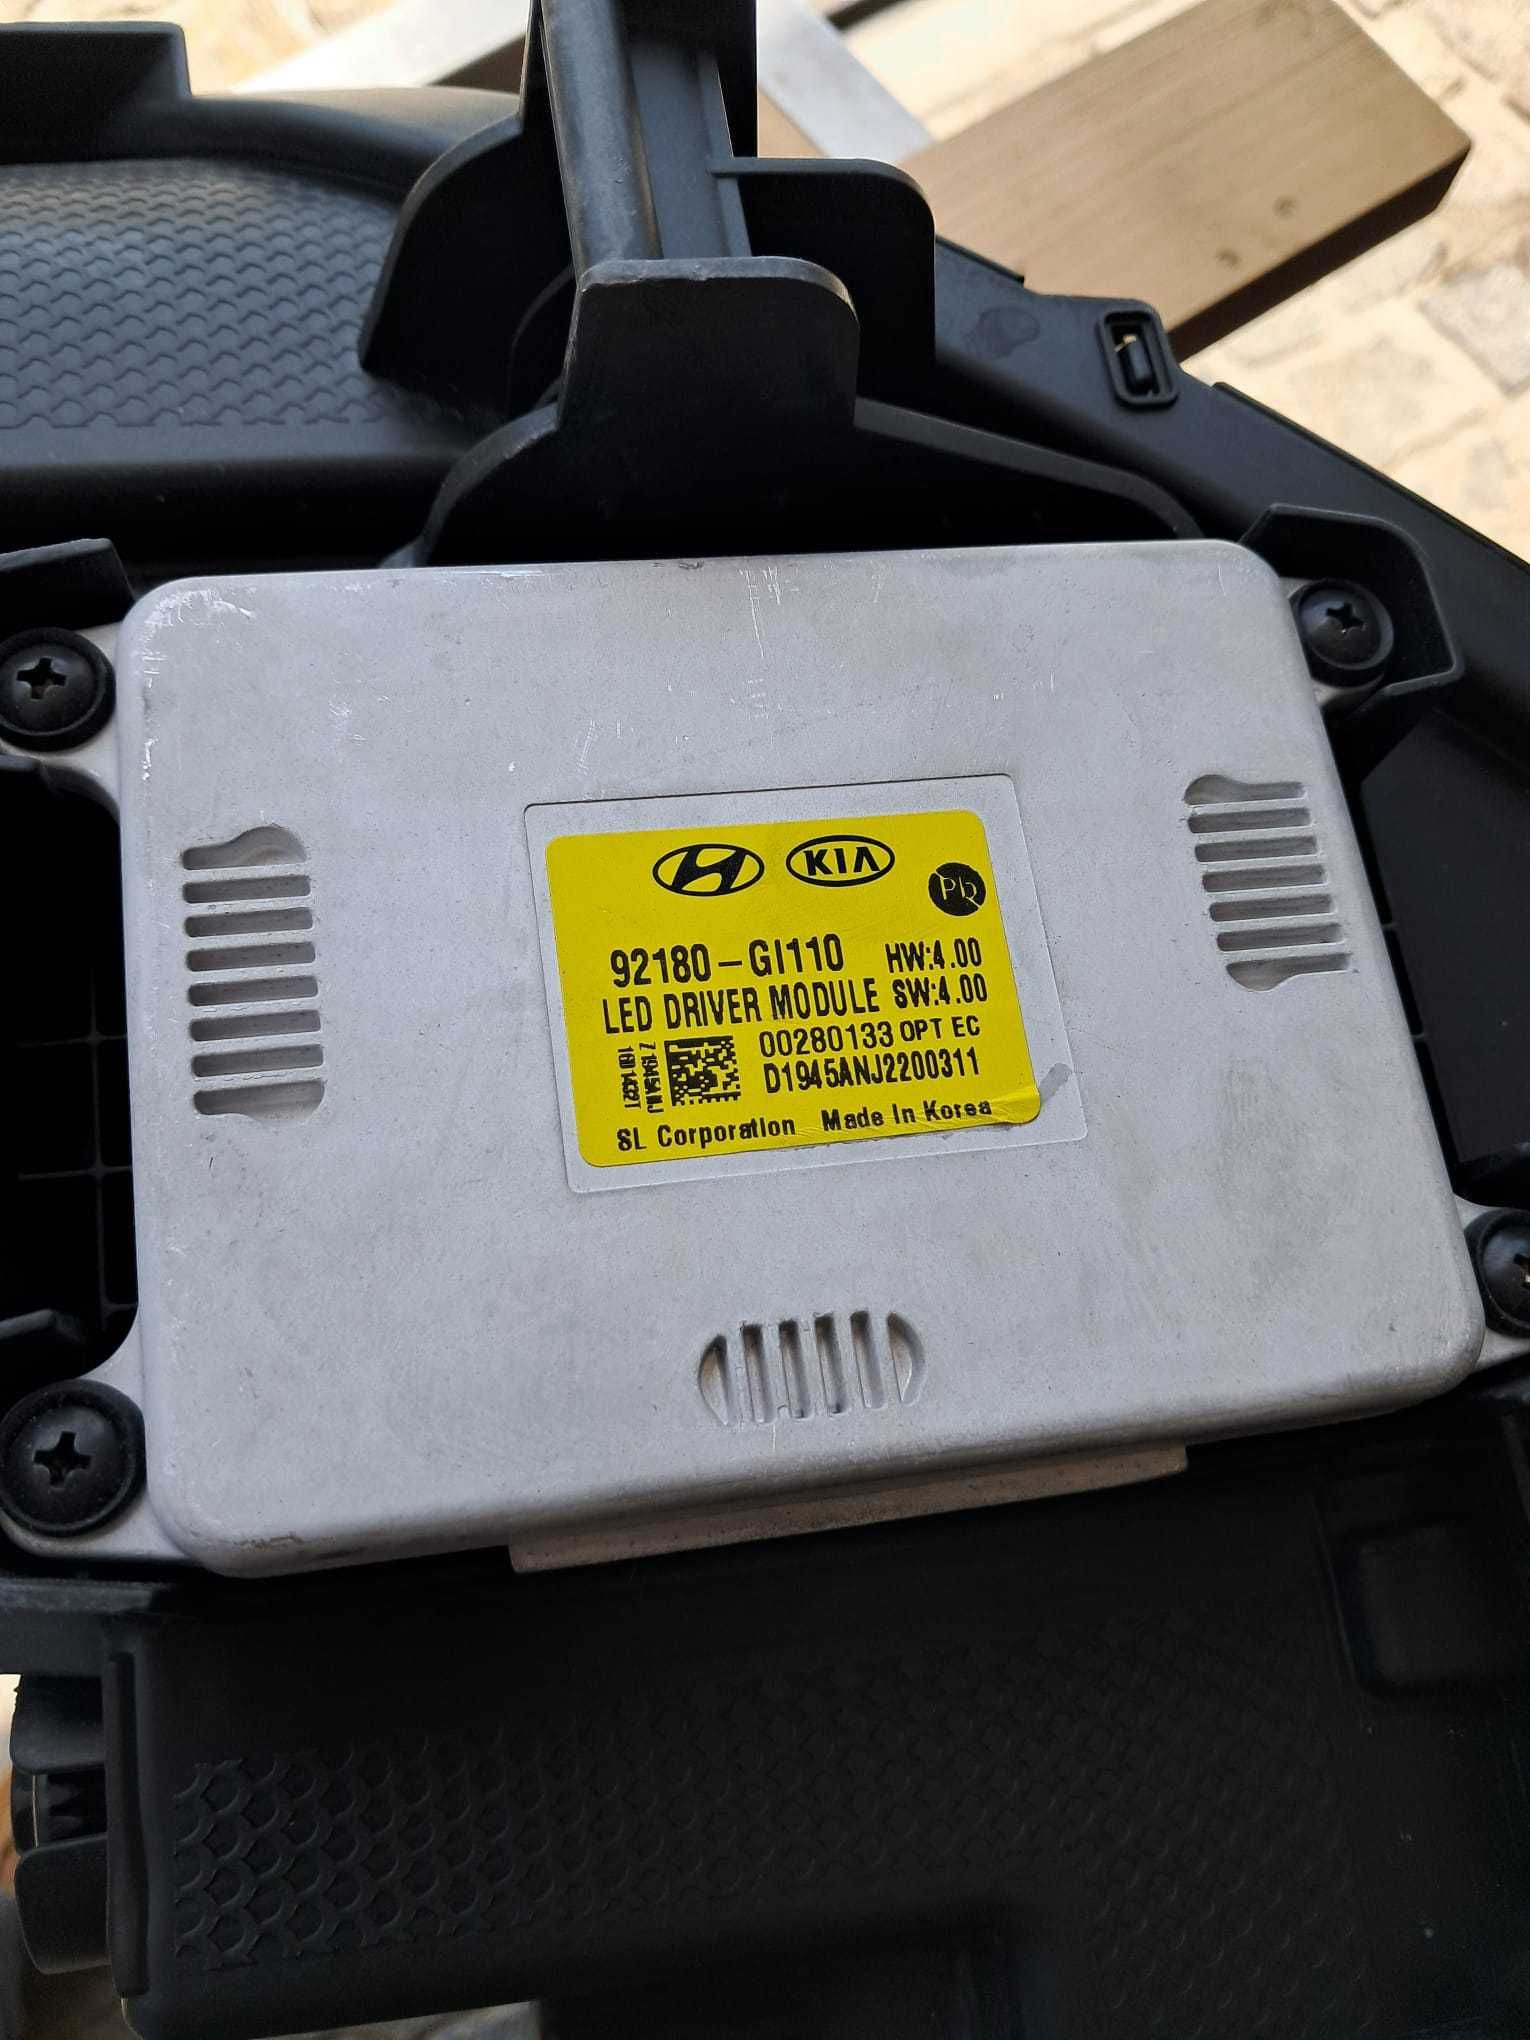 KIA
Pb
92180-GI110 HW:4.00
LED DRIVER MODULE SW:4.00
00280133 OPT EC
D1945ANJ2200311
SL Corporation Made In Korea